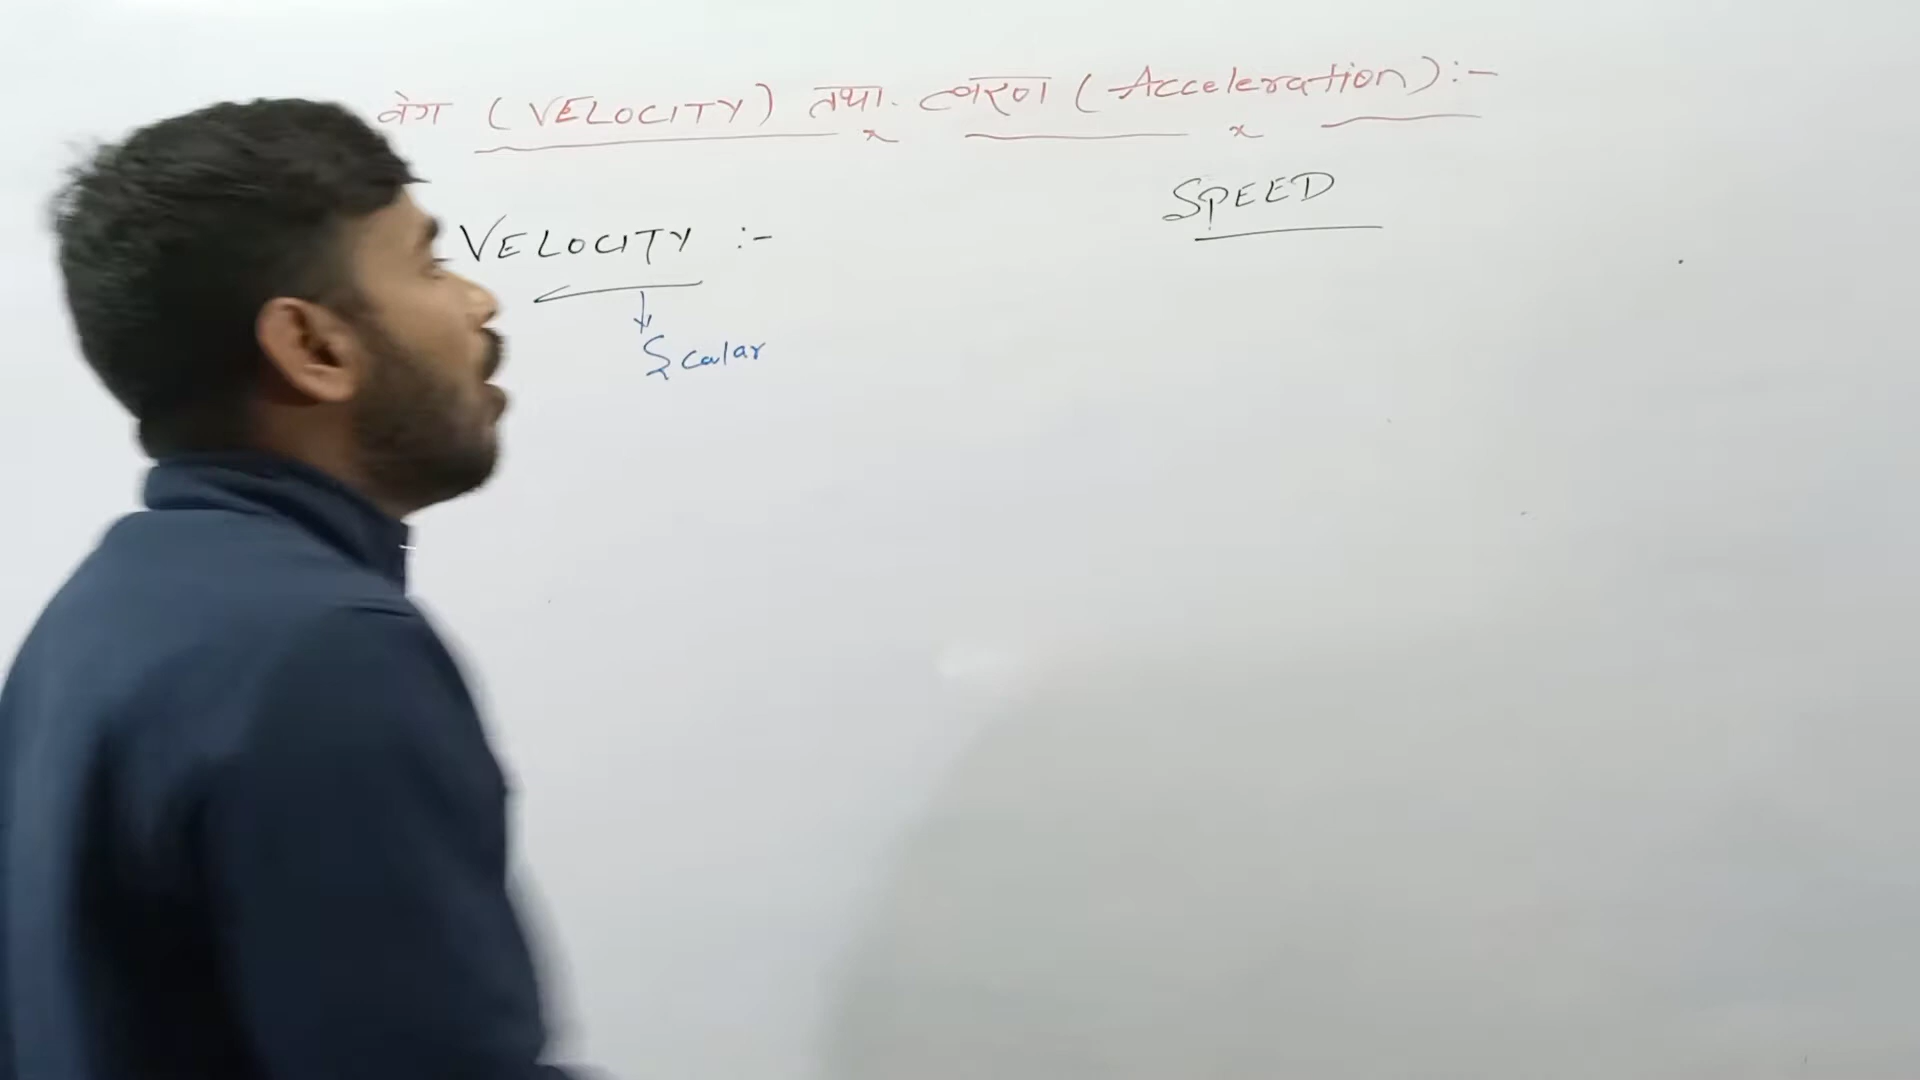 वेग (VELOCITY) तथा त्वरण (Acceleration):-
SPEED
VELOCITY :-
Scalar